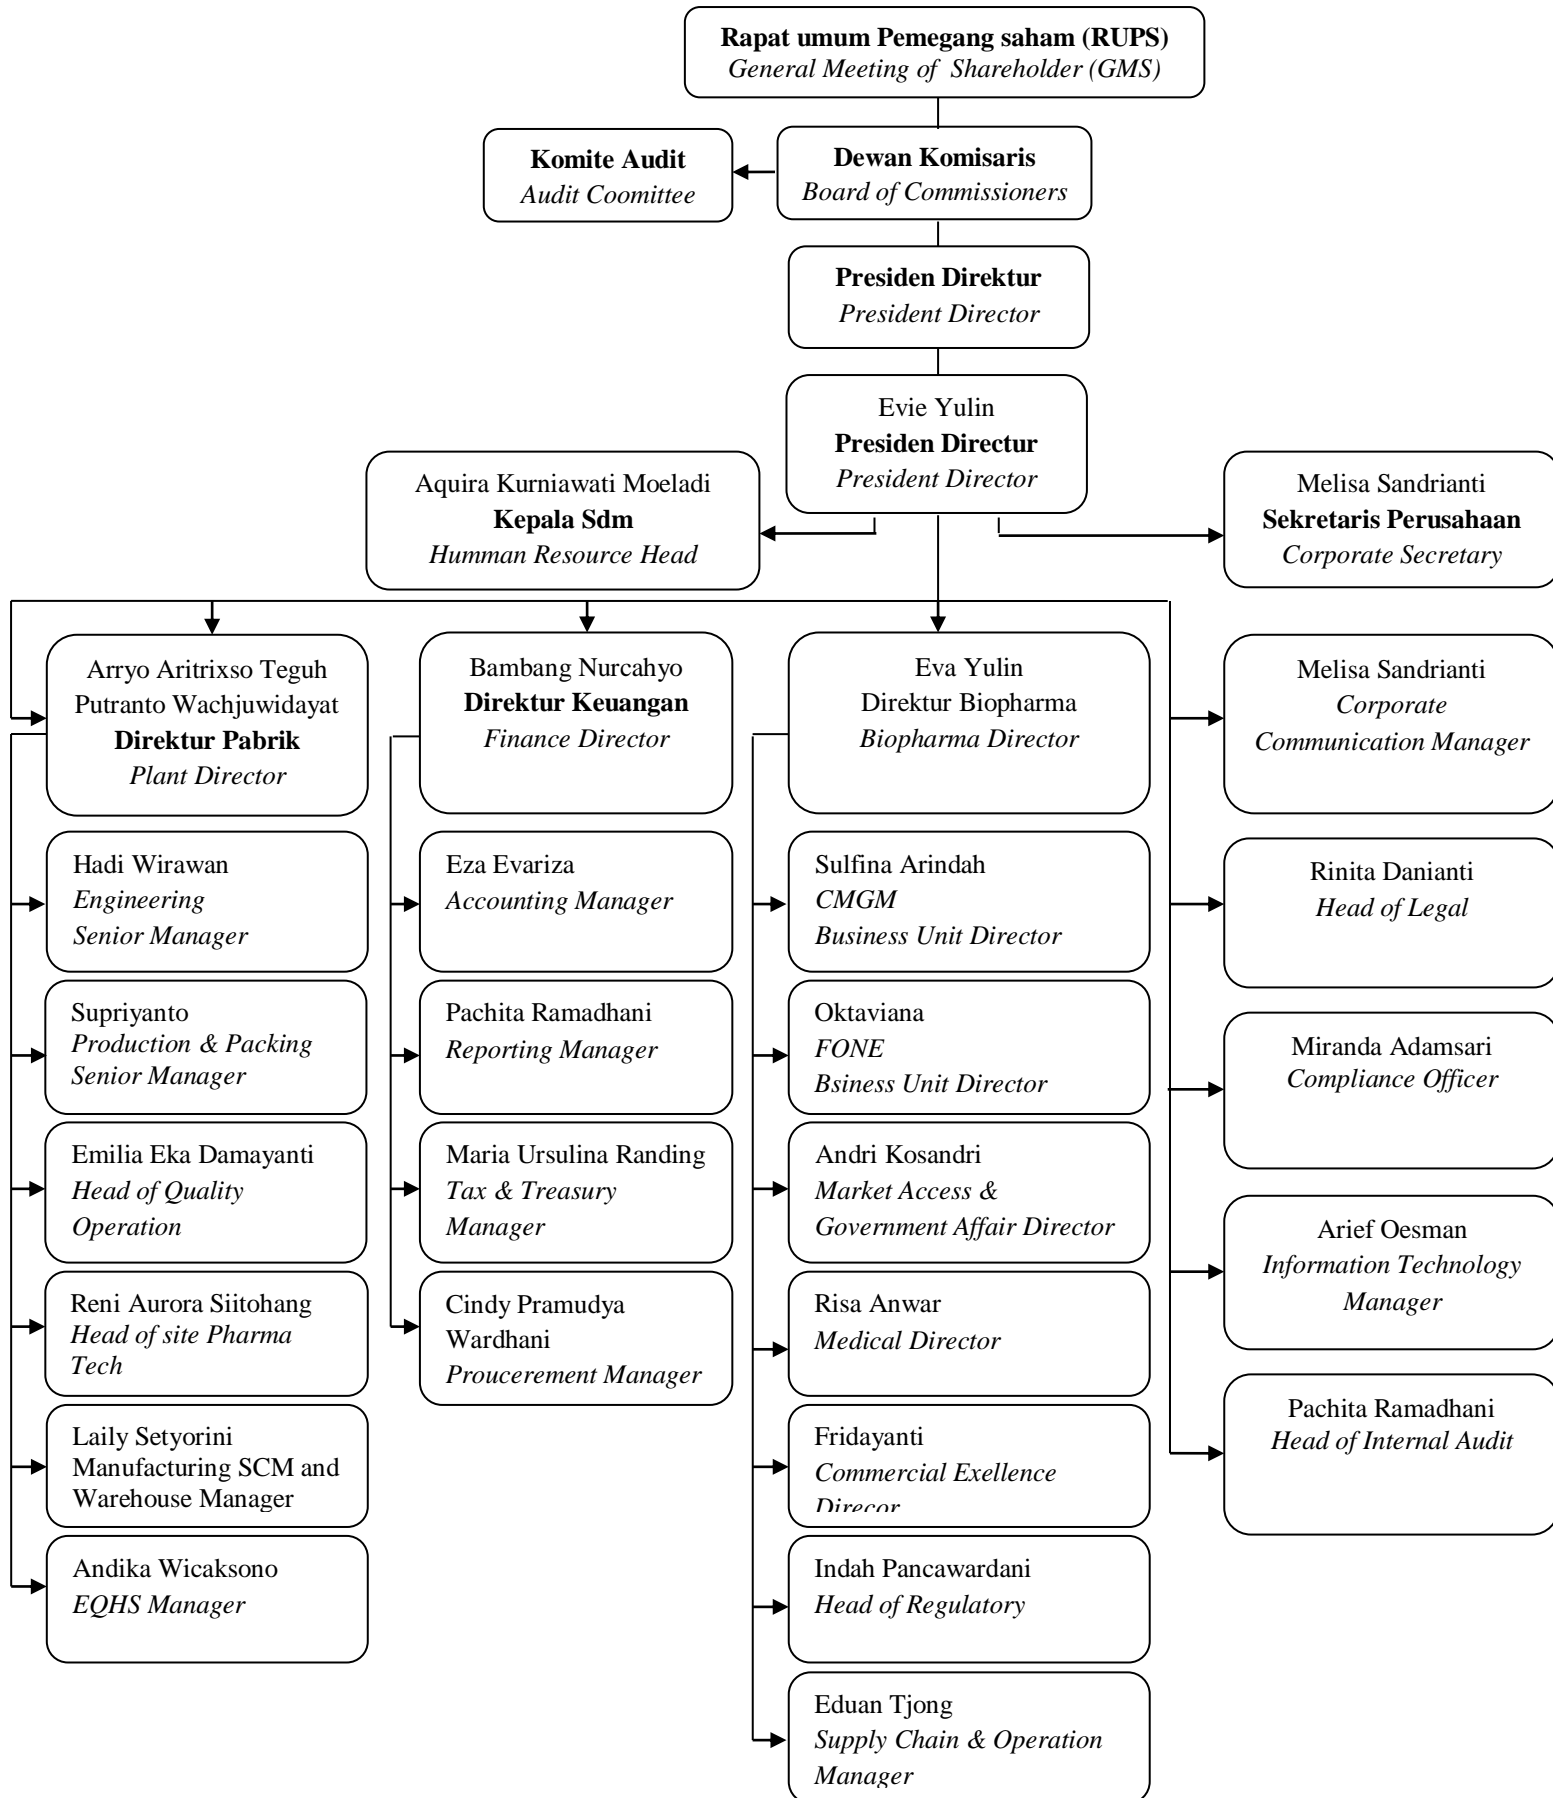 Rapat umum Pemegang saham (RUPS)
General Meeting of Shareholder (GMS)
Komite Audit
Audit Coomittee
Dewan Komisaris
Board of Commissioners
Presiden Direktur
President Director
Evie Yulin
Presiden Directur
President Director
Aquira Kurniawati Moeladi
Kepala Sdm
Humman Resource Head
Melisa Sandrianti
Sekretaris Perusahaan
Corporate Secretary
Arryo Aritrixso Teguh
Putranto Wachjuwidayat
Direktur Pabrik
Plant Director
Bambang Nurcahyo
Direktur Keuangan
Finance Director
Eva Yulin
Direktur Biopharma
Biopharma Director
Melisa Sandrianti
Corporate
Communication Manager
Hadi Wirawan
Engineering
Senior Manager
Eza Evariza
Accounting Manager
Sulfina Arindah
CMGM
Business Unit Director
Rinita Danianti
Head of Legal
Supriyanto
Production & Packing
Senior Manager
Pachita Ramadhani
Reporting Manager
Oktaviana
FONE
Bsiness Unit Director
Miranda Adamsari
Compliance Officer
Emilia Eka Damayanti
Head of Quality
Operation
Maria Ursulina Randing
Tax & Treasury
Manager
Andri Kosandri
Market Access &
Government Affair Director
Arief Oesman
Information Technology
Manager
Reni Aurora Siitohang
Head of site Pharma
Tech
Cindy Pramudya
Wardhani
Proucerement Manager
Risa Anwar
Medical Director
Pachita Ramadhani
Head of Internal Audit
Laily Setyorini
Manufacturing SCM and
Warehouse Manager
Fridayanti
Commercial Exellence
Direcor
Andika Wicaksono
EQHS Manager
Indah Pancawardani
Head of Regulatory
Eduan Tjong
Supply Chain & Operation
Manager